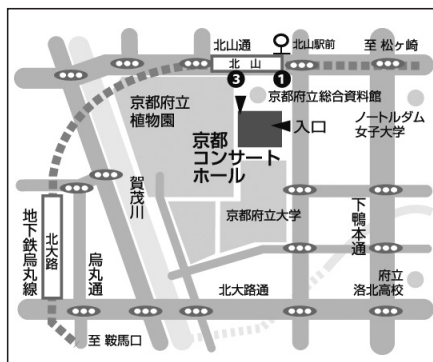 北山通
北山駅前
至 松ヶ崎
北 山
3
1
京都府立総合資料館
京都府立
植物園
入口
ノートルダム
女子大学
京都
コンサート
ホール
賀茂川
京都府立大学
下鴨本通
地下鉄烏丸線
北大路
烏丸通
北大路通
府立
洛北高校
至 鞍馬口